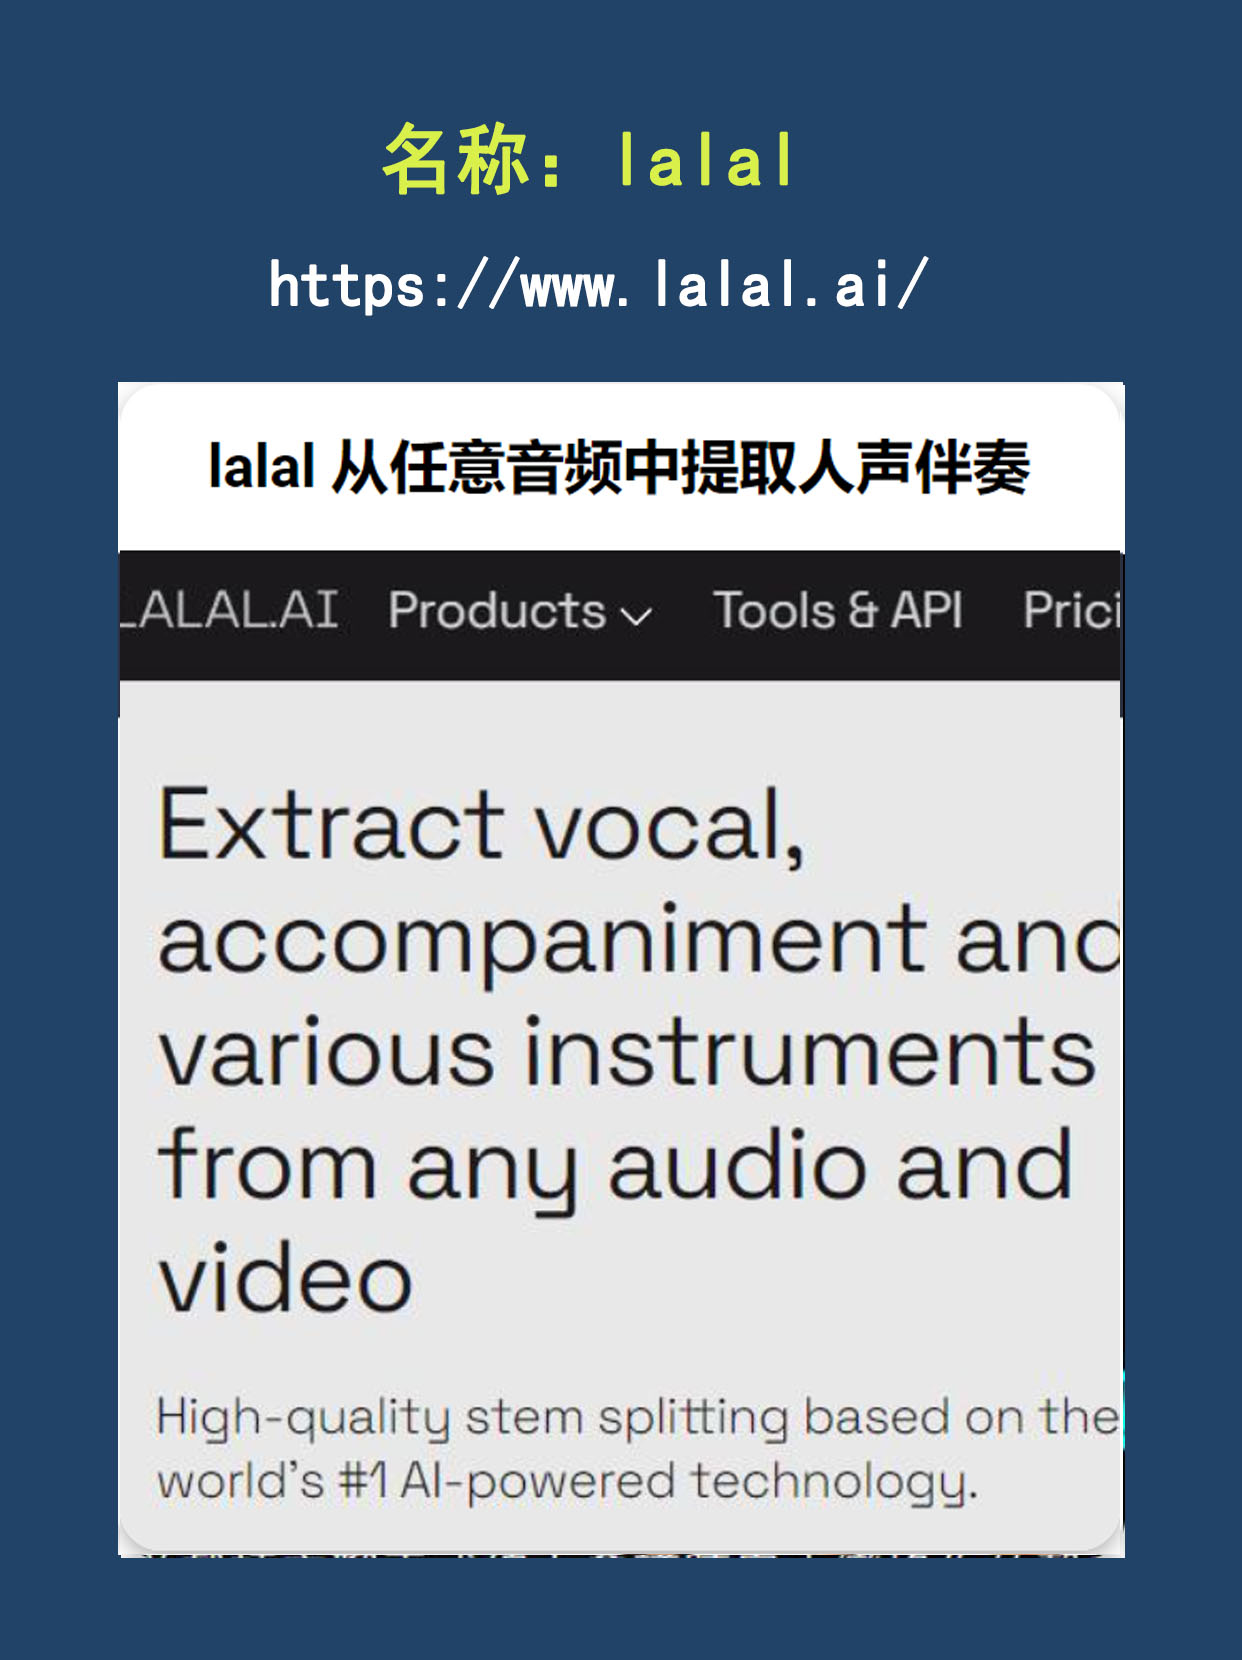 名称：lalal
https://www.lalal.ai/
lalal 从任意音频中提取人声伴奏
LALAL.AI Products Tools & API Prici
Extract vocal,
accompaniment and
various instruments
from any audio and
video
High-quality stem splitting based on the
world's #1 AI-powered technology.